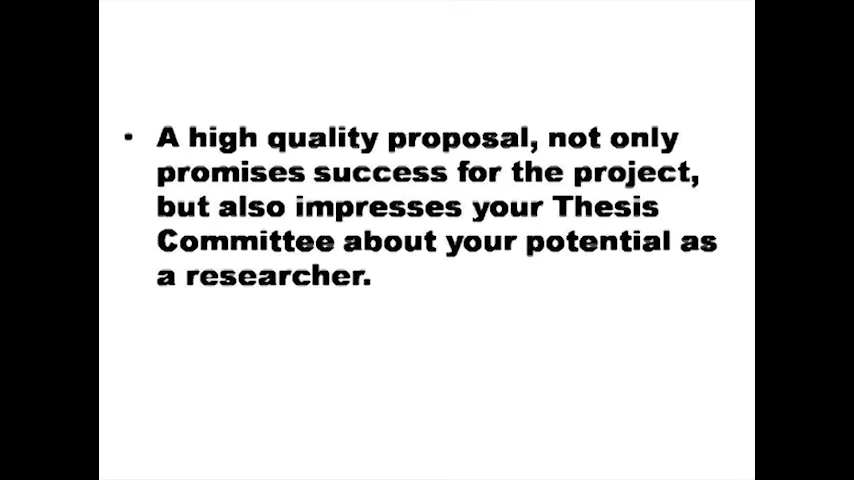 • A high quality proposal, not only
promises success for the project,
but also impresses your Thesis
Committee about your potential as
a researcher.